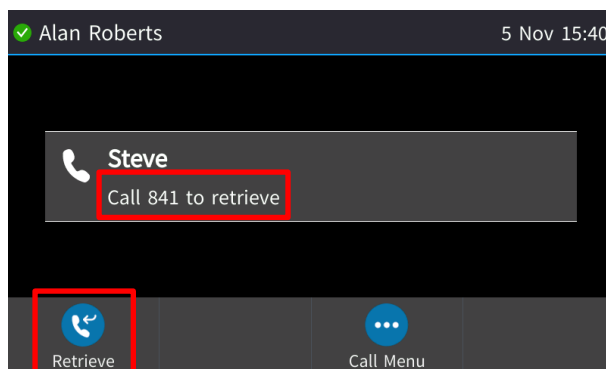 Alan Roberts 5 Nov 15:40
Steve
Call 841 to retrieve
Retrieve Call Menu